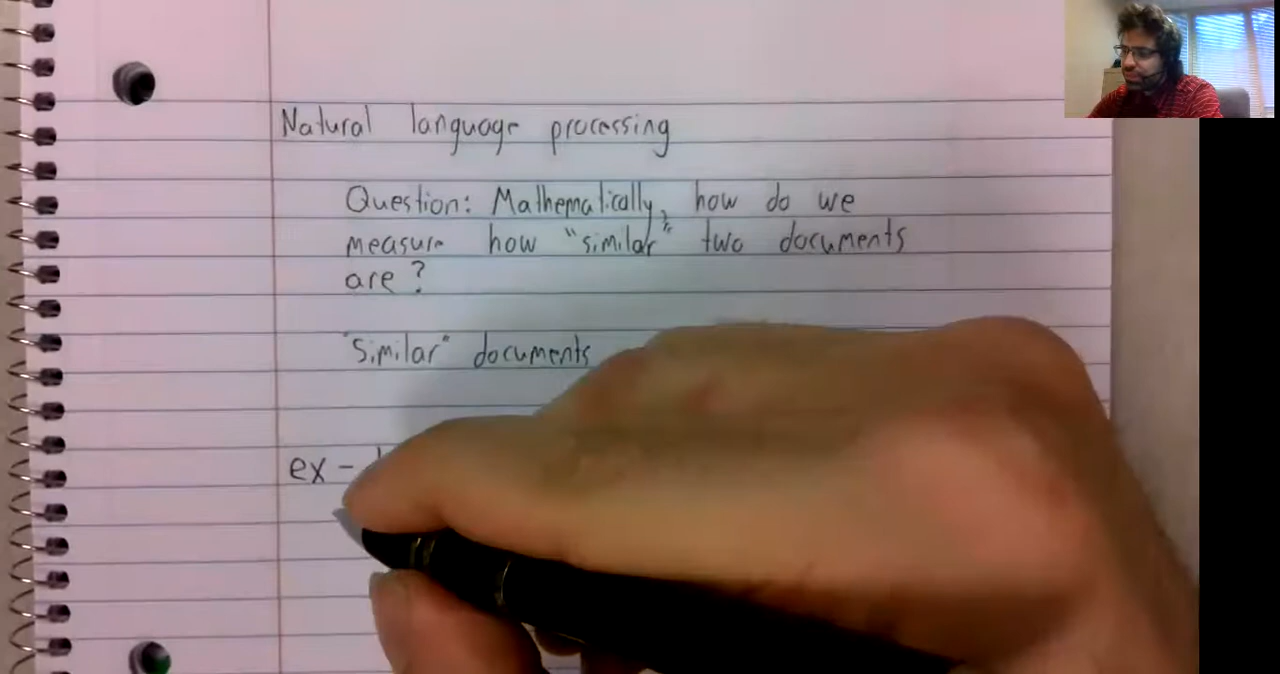 Natural language processing
Question: Mathematically, how do we
measure how "similar" two documents
are?
"Similar" documents
ex -